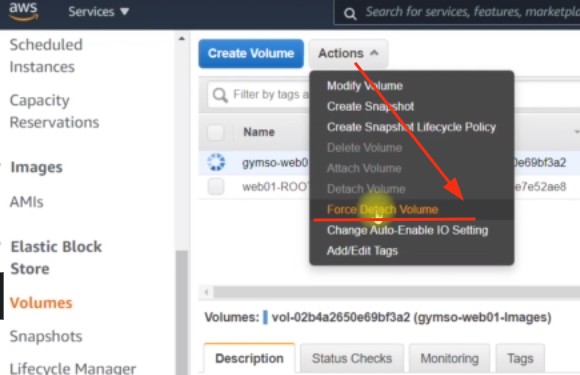 aws
Services
Search for services, features, marketpla
Scheduled
Instances
Capacity
Reservations
Images
AMIs
Elastic Block
Store
Volumes
Snapshots
Lifecycle Manager
Create Volume
Actions
Filter by tags a
Modify Volume
Create Snapshot
Create Snapshot Lifecycle Policy
Delete Volume
Attach Volume
Detach Volume
Force Detach Volume
Change Auto-Enable IO Setting
Add/Edit Tags
Name
gymso-web0
0e69bf3a2
web01-ROO
e7e52ae8
Volumes: vol-02b4a2650e69bf3a2 (gymso-web01-Images)
Description
Status Checks
Monitoring
Tags